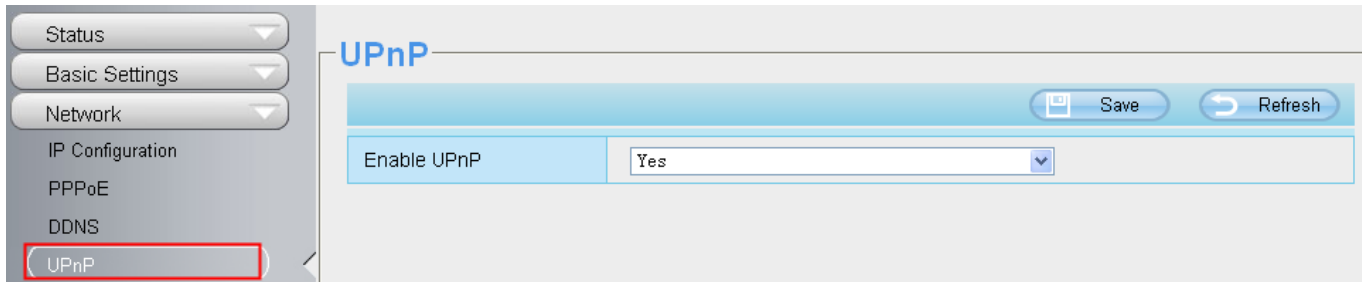 Status
Basic Settings
Network
IP Configuration
PPPoE
DDNS
UPnP
UPnP
Save Refresh
Enable UPnP Yes